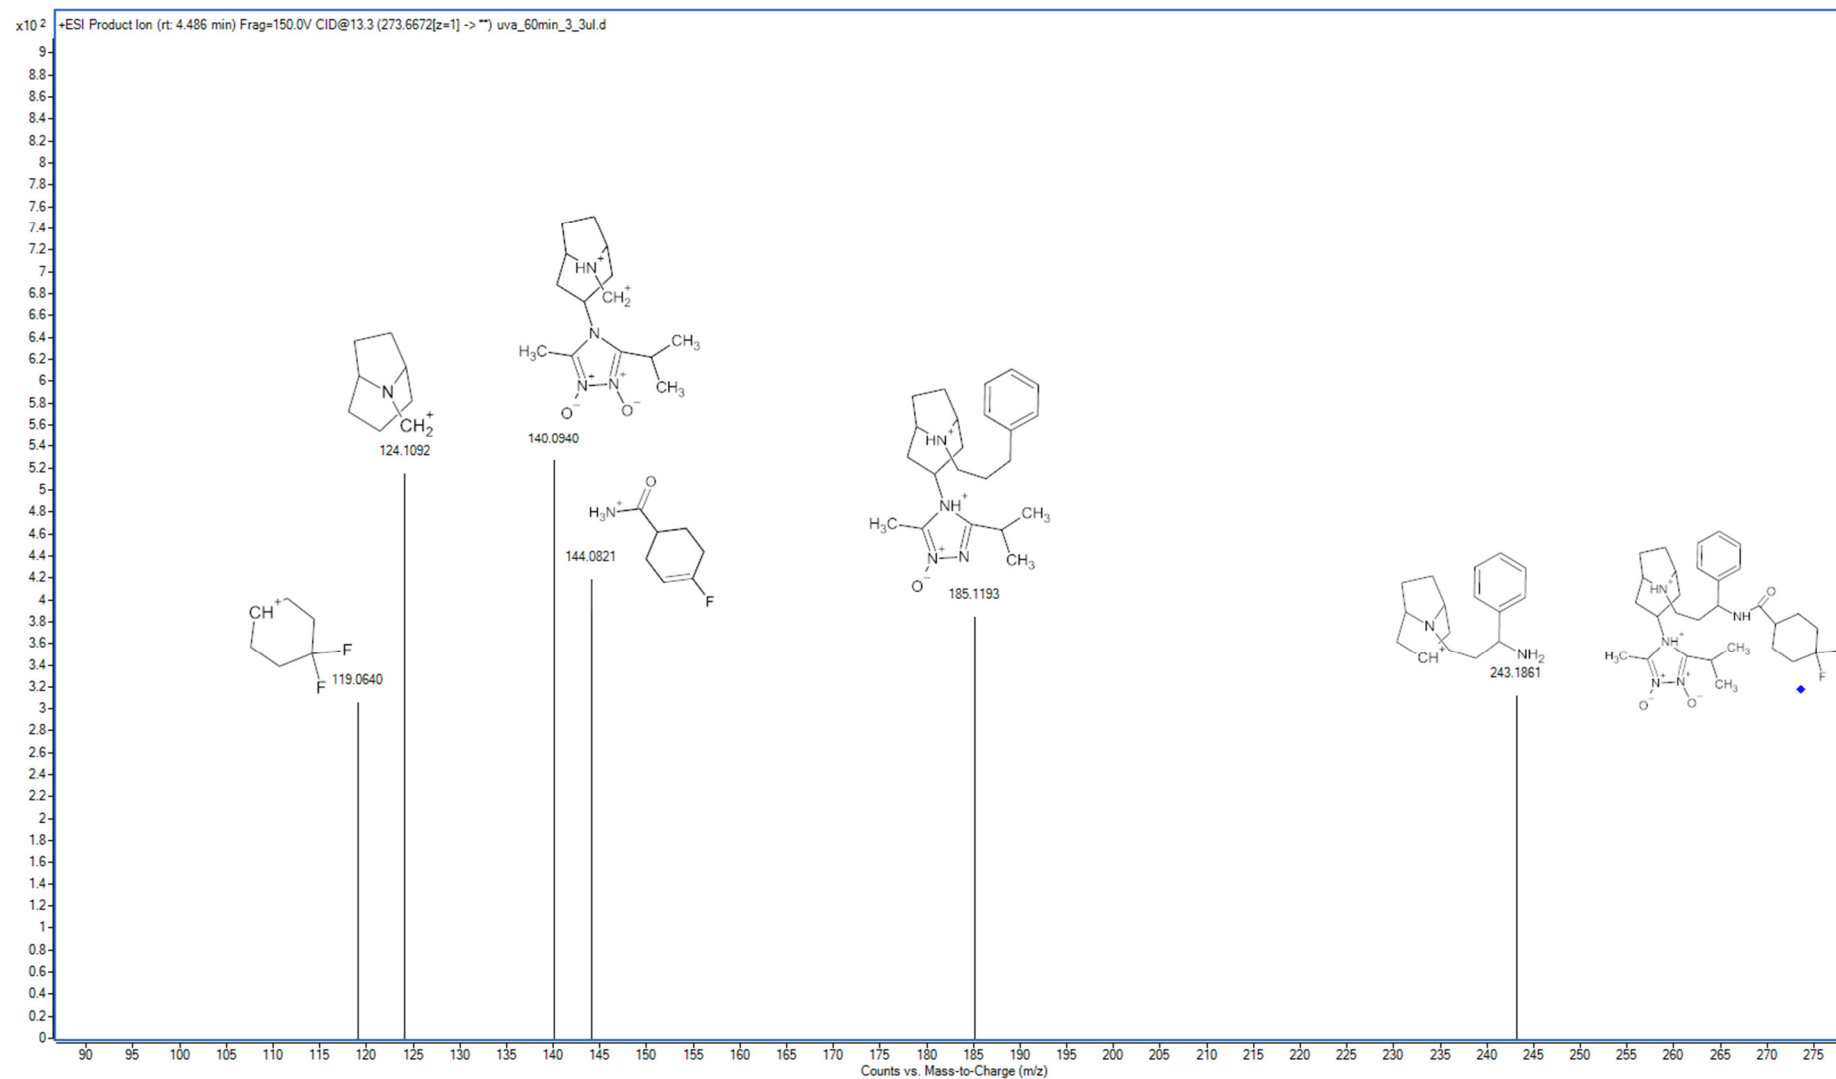 x10 2
+ESI Product Ion (rt: 4.486 min) Frag=150.0V CID@13.3 (273.6672[z=1] -> **) uva_60min_3_3ul.d
9
8.8
8.6
8.4
8.2
8
7.8
7.6
7.4
7.2
7
6.8
6.6
6.4
6.2
6
5.8
5.6
5.4
5.2
5
4.8
4.6
4.4
4.2
4
3.8
3.6
3.4
3.2
3
2.8
2.6
2.4
2.2
2
1.8
1.6
1.4
1.2
1
0.8
0.6
0.4
0.2
0
CH+
F
F
119.0640
N
CH2+
124.1092
HN+
CH2+
N
H3C
CH3
CH3
N+
N+
O−
O−
140.0940
O
H3N+
F
144.0821
HN+
NH+
H3C
CH3
CH3
N+
N
O−
185.1193
N
CH+
NH2
243.1861
HN+
NH
O
NH+
H3C
CH3
CH3
N+
N+
O−
O−
F
90 95 100 105 110 115 120 125 130 135 140 145 150 155 160 165 170 175 180 185 190 195 200 205 210 215 220 225 230 235 240 245 250 255 260 265 270 275
Counts vs. Mass-to-Charge (m/z)